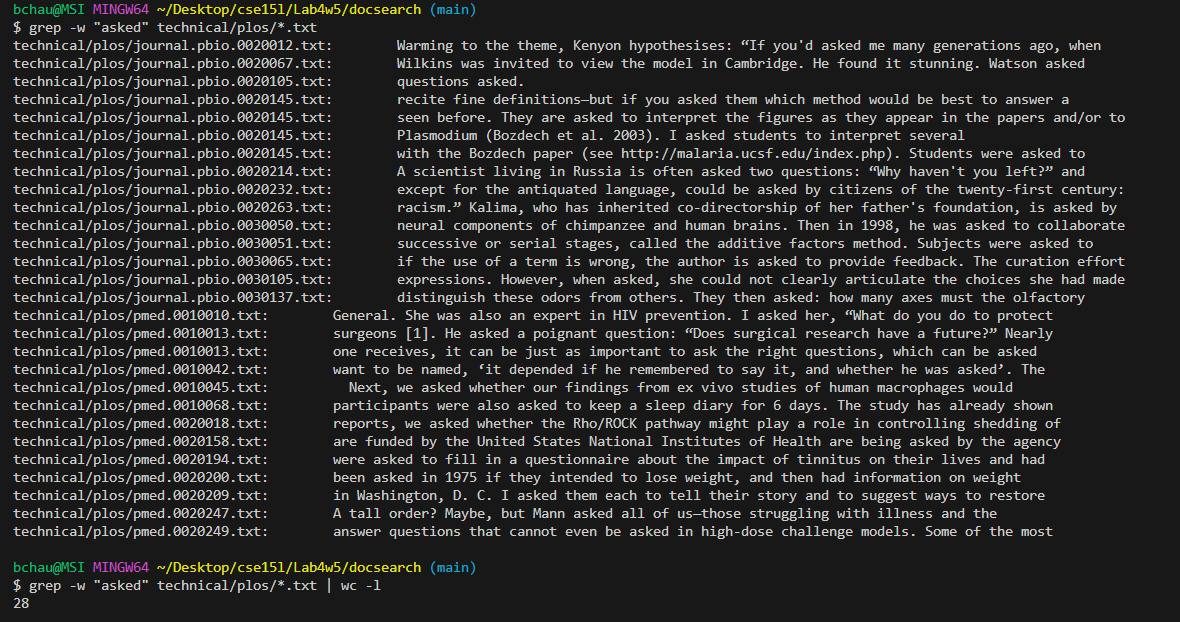 bchau@MSI MINGW64 ~/Desktop/cse15l/Lab4w5/docsearch (main)
$ grep -w "asked" technical/plos/*.txt
technical/plos/journal.pbio.0020012.txt:        Warming to the theme, Kenyon hypothesises: “If you'd asked me many generations ago, when
technical/plos/journal.pbio.0020067.txt:        Wilkins was invited to view the model in Cambridge. He found it stunning. Watson asked
technical/plos/journal.pbio.0020105.txt:        questions asked.
technical/plos/journal.pbio.0020145.txt:        recite fine definitions—but if you asked them which method would be best to answer a
technical/plos/journal.pbio.0020145.txt:        seen before. They are asked to interpret the figures as they appear in the papers and/or to
technical/plos/journal.pbio.0020145.txt:        Plasmodium (Bozdech et al. 2003). I asked students to interpret several
technical/plos/journal.pbio.0020145.txt:        with the Bozdech paper (see http://malaria.ucsf.edu/index.php). Students were asked to
technical/plos/journal.pbio.0020214.txt:        A scientist living in Russia is often asked two questions: “Why haven't you left?” and
technical/plos/journal.pbio.0020232.txt:        except for the antiquated language, could be asked by citizens of the twenty-first century:
technical/plos/journal.pbio.0020263.txt:        racism.” Kalima, who has inherited co-directorship of her father's foundation, is asked by
technical/plos/journal.pbio.0030050.txt:        neural components of chimpanzee and human brains. Then in 1998, he was asked to collaborate
technical/plos/journal.pbio.0030051.txt:        successive or serial stages, called the additive factors method. Subjects were asked to
technical/plos/journal.pbio.0030065.txt:        if the use of a term is wrong, the author is asked to provide feedback. The curation effort
technical/plos/journal.pbio.0030105.txt:        expressions. However, when asked, she could not clearly articulate the choices she had made
technical/plos/journal.pbio.0030137.txt:        distinguish these odors from others. They then asked: how many axes must the olfactory
technical/plos/pmed.0010010.txt:        General. She was also an expert in HIV prevention. I asked her, “What do you do to protect
technical/plos/pmed.0010013.txt:        surgeons [1]. He asked a poignant question: “Does surgical research have a future?” Nearly
technical/plos/pmed.0010013.txt:        one receives, it can be just as important to ask the right questions, which can be asked
technical/plos/pmed.0010042.txt:        want to be named, ‘it depended if he remembered to say it, and whether he was asked’. The
technical/plos/pmed.0010045.txt:          Next, we asked whether our findings from ex vivo studies of human macrophages would
technical/plos/pmed.0010068.txt:        participants were also asked to keep a sleep diary for 6 days. The study has already shown
technical/plos/pmed.0020018.txt:        reports, we asked whether the Rho/ROCK pathway might play a role in controlling shedding of
technical/plos/pmed.0020158.txt:        are funded by the United States National Institutes of Health are being asked by the agency
technical/plos/pmed.0020194.txt:        were asked to fill in a questionnaire about the impact of tinnitus on their lives and had
technical/plos/pmed.0020200.txt:        been asked in 1975 if they intended to lose weight, and then had information on weight
technical/plos/pmed.0020209.txt:        in Washington, D. C. I asked them each to tell their story and to suggest ways to restore
technical/plos/pmed.0020247.txt:        A tall order? Maybe, but Mann asked all of us—those struggling with illness and the
technical/plos/pmed.0020249.txt:        answer questions that cannot even be asked in high-dose challenge models. Some of the most
bchau@MSI MINGW64 ~/Desktop/cse15l/Lab4w5/docsearch (main)
$ grep -w "asked" technical/plos/*.txt | wc -l
28